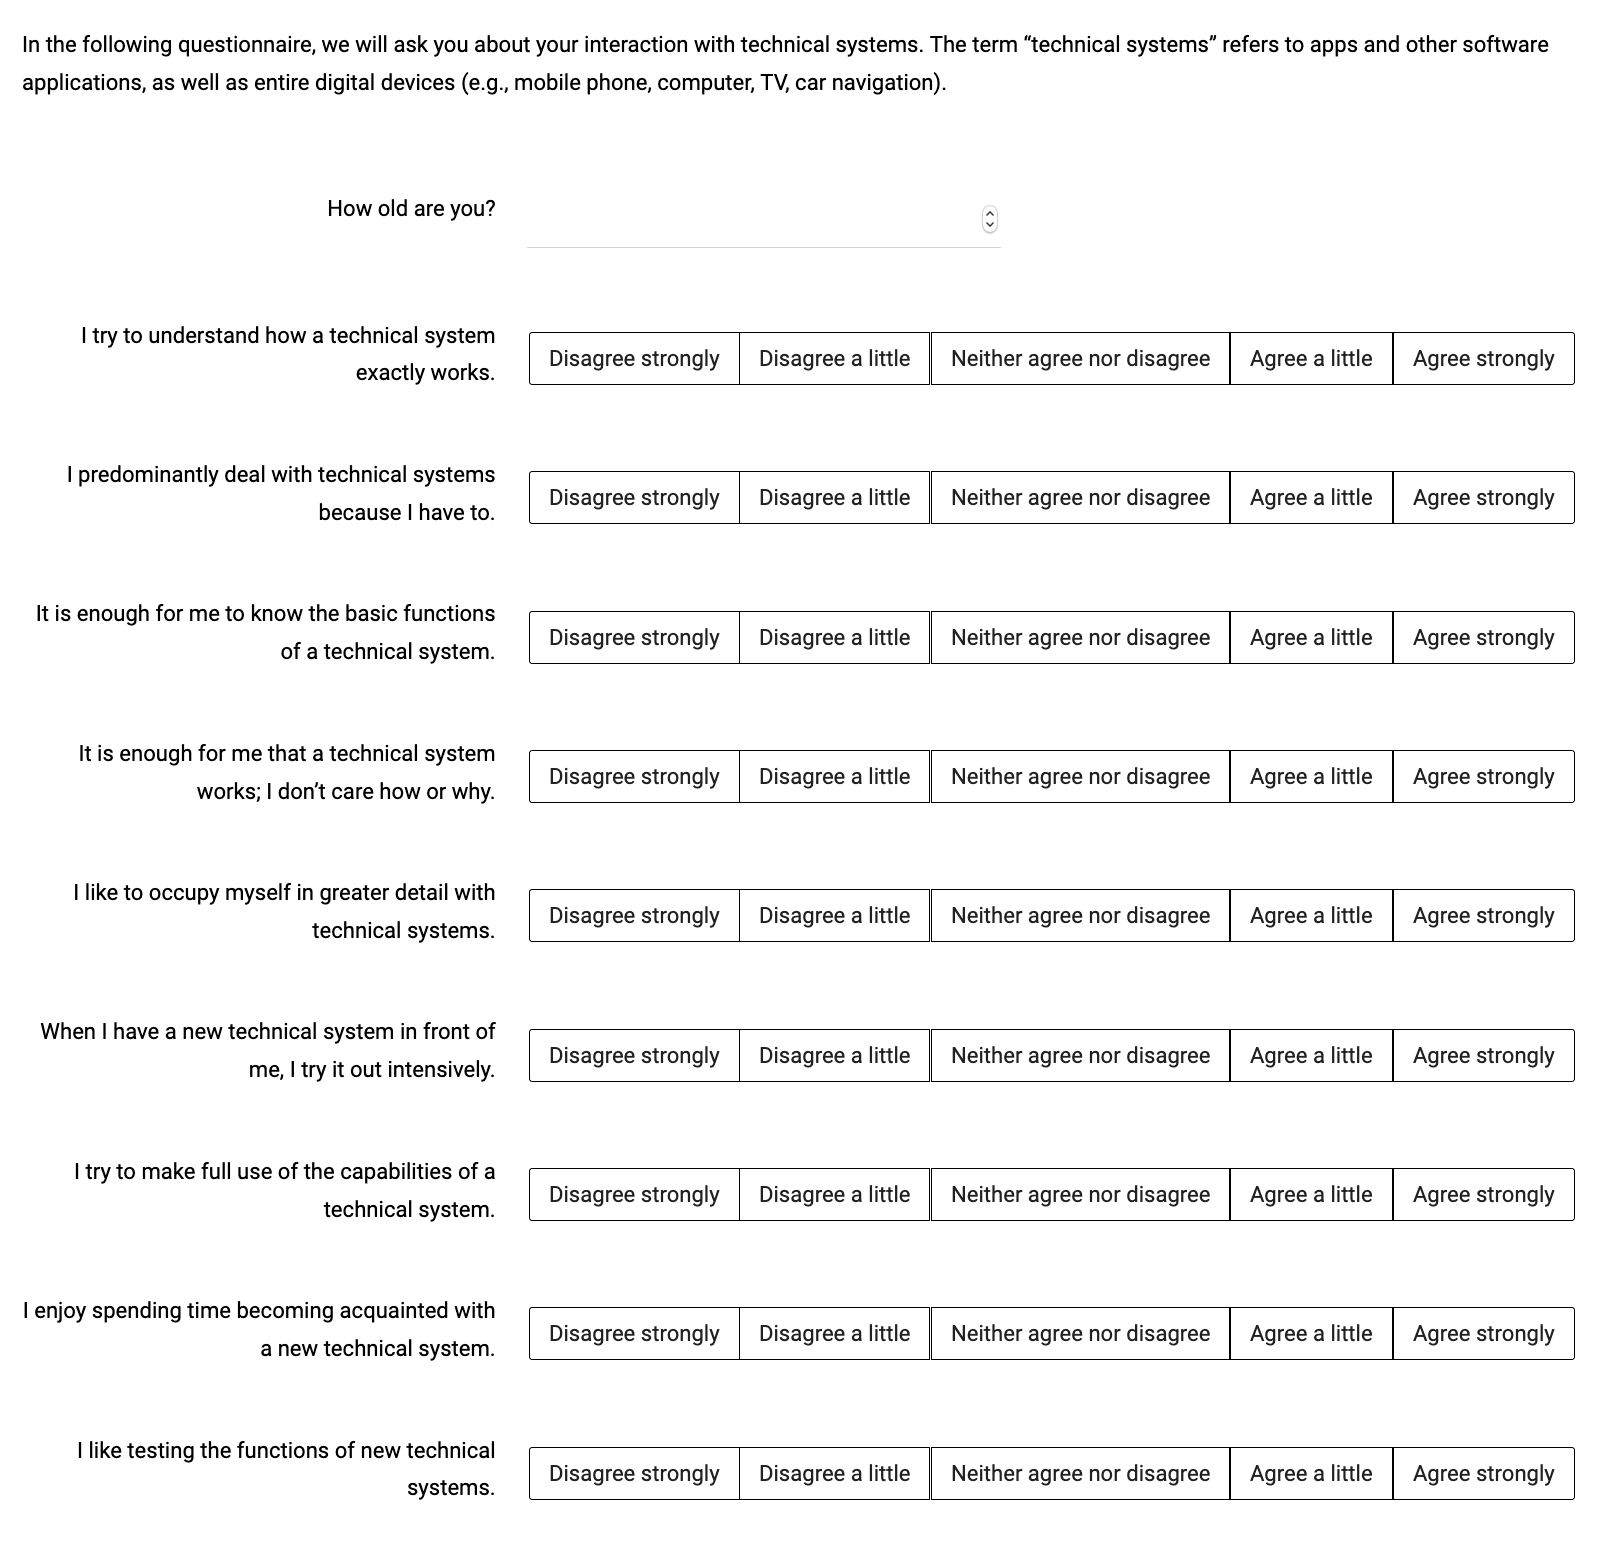 In the following questionnaire, we will ask you about your interaction with technical systems. The term “technical systems” refers to apps and other software
applications, as well as entire digital devices (e.g., mobile phone, computer, TV, car navigation).
How old are you?
I try to understand how a technical system
exactly works.
Disagree strongly Disagree a little Neither agree nor disagree Agree a little Agree strongly
I predominantly deal with technical systems
because I have to.
Disagree strongly Disagree a little Neither agree nor disagree Agree a little Agree strongly
It is enough for me to know the basic functions
of a technical system.
Disagree strongly Disagree a little Neither agree nor disagree Agree a little Agree strongly
It is enough for me that a technical system
works; I don’t care how or why.
Disagree strongly Disagree a little Neither agree nor disagree Agree a little Agree strongly
I like to occupy myself in greater detail with
technical systems.
Disagree strongly Disagree a little Neither agree nor disagree Agree a little Agree strongly
When I have a new technical system in front of
me, I try it out intensively.
Disagree strongly Disagree a little Neither agree nor disagree Agree a little Agree strongly
I try to make full use of the capabilities of a
technical system.
Disagree strongly Disagree a little Neither agree nor disagree Agree a little Agree strongly
I enjoy spending time becoming acquainted with
a new technical system.
Disagree strongly Disagree a little Neither agree nor disagree Agree a little Agree strongly
I like testing the functions of new technical
systems.
Disagree strongly Disagree a little Neither agree nor disagree Agree a little Agree strongly